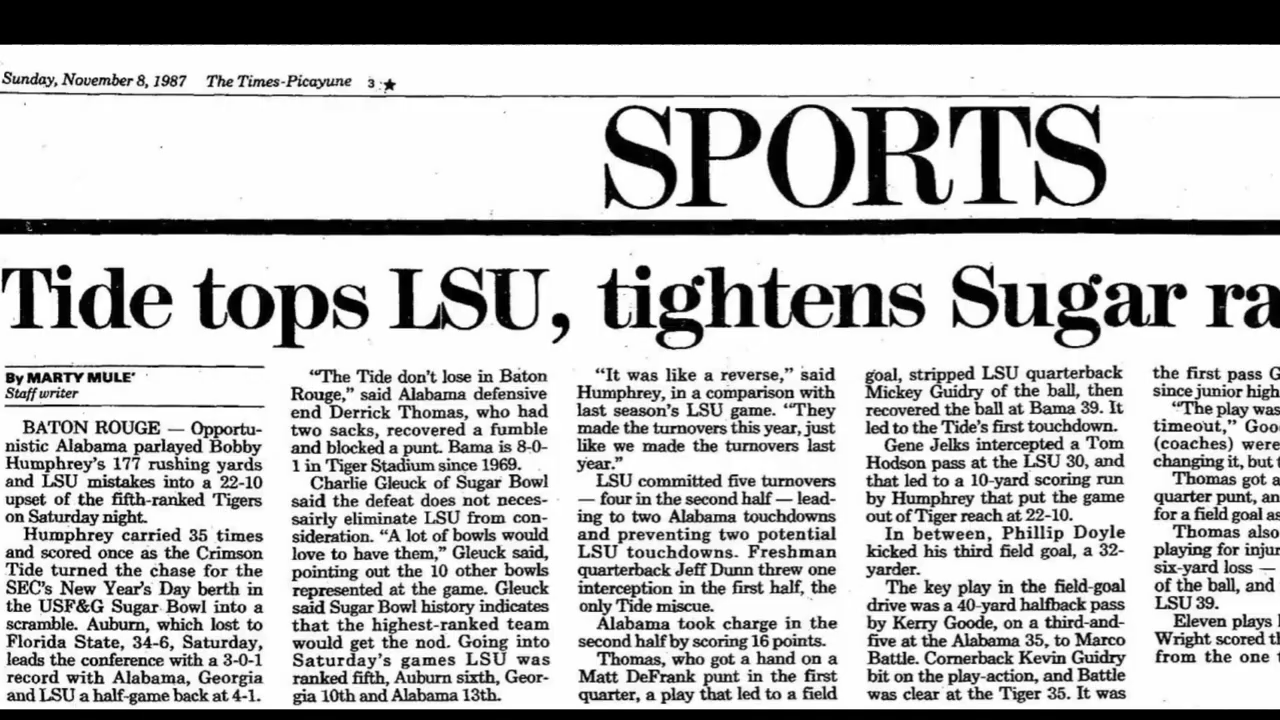 Sunday, November 8, 1987 The Times-Picayune 3 ★
SPORTS
Tide tops LSU, tightens Sugar ra
By MARTY MULE'
Staff writer
BATON ROUGE — Opportu-
nistic Alabama parlayed Bobby
Humphrey's 177 rushing yards
and LSU mistakes into a 22-10
upset of the fifth-ranked Tigers
on Saturday night.
Humphrey carried 35 times
and scored once as the Crimson
Tide turned the chase for the
SEC's New Year's Day berth in
the USF&G Sugar Bowl into a
scramble. Auburn, which lost to
Florida State, 34-6, Saturday,
leads the conference with a 3-0-1
record with Alabama, Georgia
and LSU a half-game back at 4-1.
"The Tide don't lose in Baton
Rouge," said Alabama defensive
end Derrick Thomas, who had
two sacks, recovered a fumble
and blocked a punt. Bama is 8-0-
1 in Tiger Stadium since 1969.
Charlie Gleuck of Sugar Bowl
said the defeat does not neces-
sairly eliminate LSU from con-
sideration. "A lot of bowls would
love to have them," Gleuck said,
pointing out the 10 other bowls
represented at the game. Gleuck
said Sugar Bowl history indicates
that the highest-ranked team
would get the nod. Going into
Saturday's games LSU was
ranked fifth, Auburn sixth, Geor-
gia 10th and Alabama 13th.
"It was like a reverse," said
Humphrey, in a comparison with
last season's LSU game. "They
made the turnovers this year, just
like we made the turnovers last
year."
LSU committed five turnovers
— four in the second half — lead-
ing to two Alabama touchdowns
and preventing two potential
LSU touchdowns. Freshman
quarterback Jeff Dunn threw one
interception in the first half, the
only Tide miscue.
Alabama took charge in the
second half by scoring 16 points.
Thomas, who got a hand on a
Matt DeFrank punt in the first
quarter, a play that led to a field
goal, stripped LSU quarterback
Mickey Guidry of the ball, then
recovered the ball at Bama 39. It
led to the Tide's first touchdown.
Gene Jelks intercepted a Tom
Hodson pass at the LSU 30, and
that led to a 10-yard scoring run
by Humphrey that put the game
out of Tiger reach at 22-10.
In between, Phillip Doyle
kicked his third field goal, a 32-
yarder.
The key play in the field-goal
drive was a 40-yard halfback pass
by Kerry Goode, on a third-and-
five at the Alabama 35, to Marco
Battle. Cornerback Kevin Guidry
bit on the play-action, and Battle
was clear at the Tiger 35. It was
the first pass G
since junior high
"The play was
timeout," Goo
(coaches) were
changing it, but t
Thomas got a
quarter punt, an
for a field goal as
Thomas also
playing for injur
six-yard loss —
of the ball, and
LSU 39.
Eleven plays l
Wright scored th
from the one t